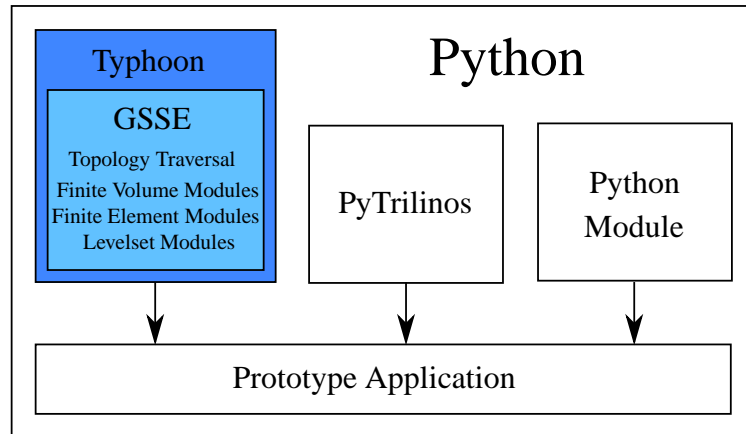 Typhoon
Python
GSSE
Topology Traversal
Finite Volume Modules
Finite Element Modules
Levelset Modules
PyTrilinos
Python
Module
Prototype Application